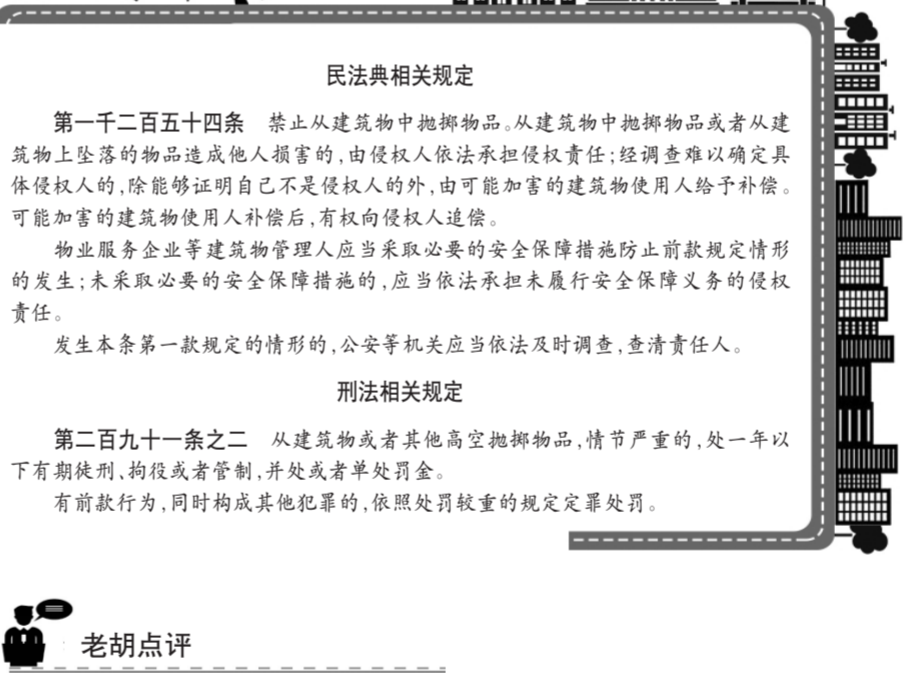 民法典相关规定
第一千二百五十四条 禁止从建筑物中抛掷物品。从建筑物中抛掷物品或者从建
筑物上坠落的物品造成他人损害的,由侵权人依法承担侵权责任;经调查难以确定具
体侵权人的,除能够证明自己不是侵权人的外,由可能加害的建筑物使用人给予补偿。
可能加害的建筑物使用人补偿后,有权向侵权人追偿。
物业服务企业等建筑物管理人应当采取必要的安全保障措施防止前款规定情形
的发生;未采取必要的安全保障措施的,应当依法承担未履行安全保障义务的侵权
责任。
发生本条第一款规定的情形的,公安等机关应当依法及时调查,查清责任人。
刑法相关规定
第二百九十一条之二 从建筑物或者其他高空抛掷物品,情节严重的,处一年以
下有期徒刑、拘役或者管制,并处或者单处罚金。
有前款行为,同时构成其他犯罪的,依照处罚较重的规定定罪处罚。
老胡点评